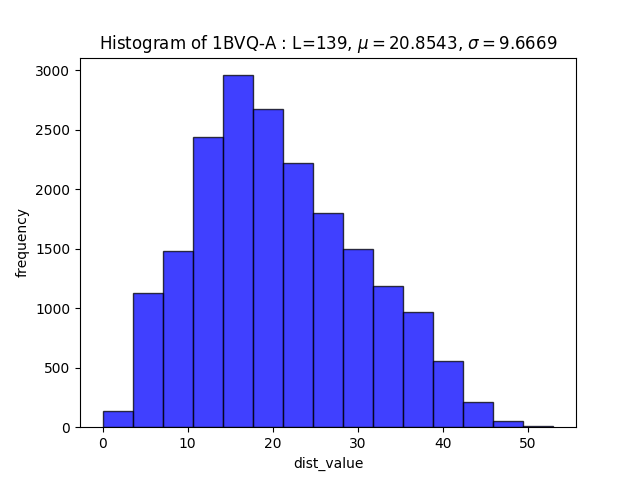 Histogram of 1BVQ-A : L=139, μ = 20.8543, σ = 9.6669
3000
2500
2000
1500
1000
500
0
frequency
0 10 20 30 40 50
dist_value